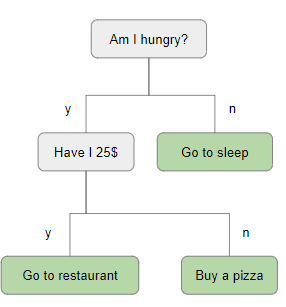 Am I hungry?
y
n
Have I 25$
Go to sleep
y
n
Go to restaurant
Buy a pizza